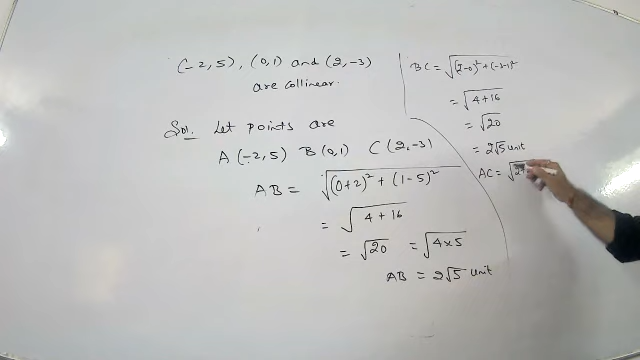 (-2, 5), (0, 1) and (2, -3)
are collinear.
Sol. Let points are
A (-2, 5) B (0, 1) C (2, -3)
AB = √(0+2)² + (1-5)²
= √4 + 16
= √20 = √4×5
AB = 2√5 unit
BC = √(2-0)² + (-3-1)²
= √4+16
= √20
= 2√5 unit
AC = √